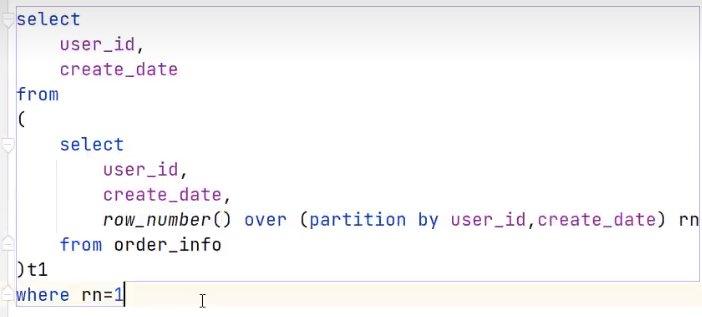 select
    user_id,
    create_date
from
(
    select
        user_id,
        create_date,
        row_number() over (partition by user_id,create_date) rn
    from order_info
)t1
where rn=1